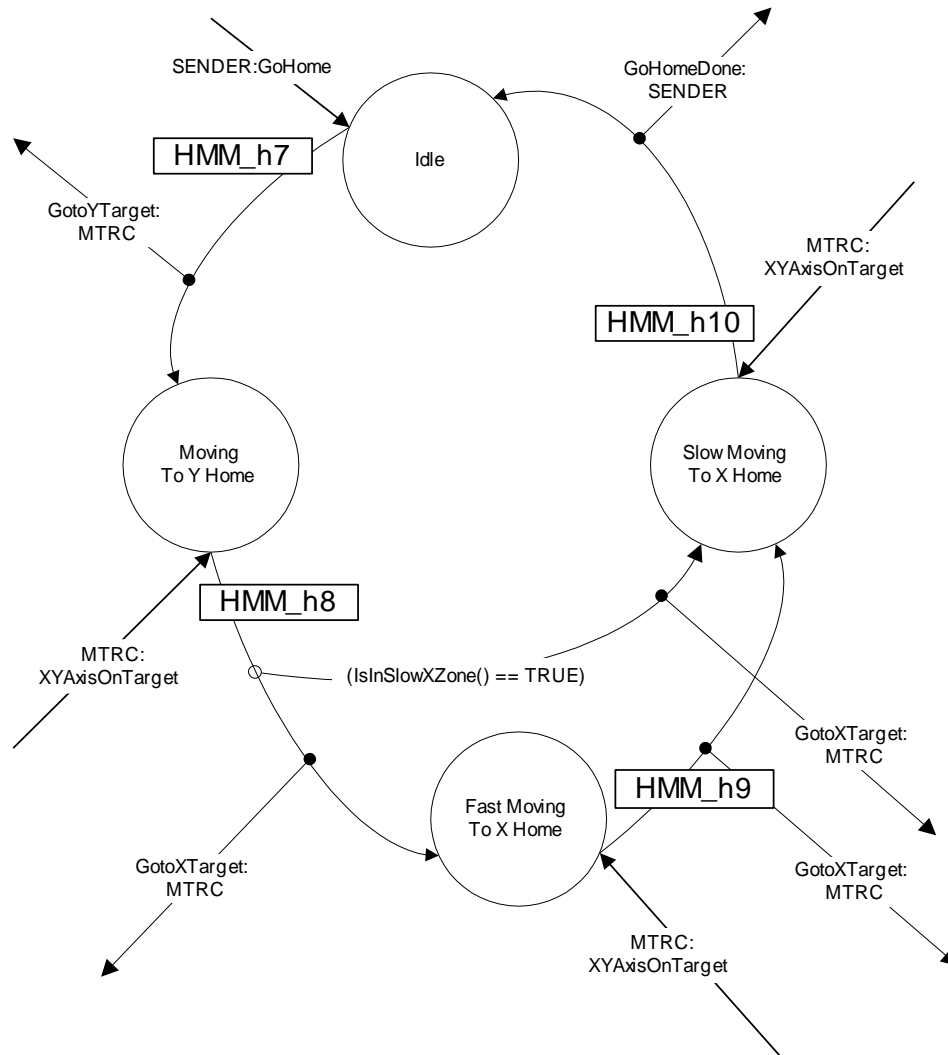 SENDER:GoHome
GoHomeDone:
SENDER
HMM_h7
Idle
GotoYTarget:
MTRC
MTRC:
XYAxisOnTarget
HMM_h10
Moving
To Y Home
Slow Moving
To X Home
HMM_h8
MTRC:
XYAxisOnTarget
(IsInSlowXZone() == TRUE)
GotoXTarget:
MTRC
HMM_h9
Fast Moving
To X Home
GotoXTarget:
MTRC
GotoXTarget:
MTRC
MTRC:
XYAxisOnTarget